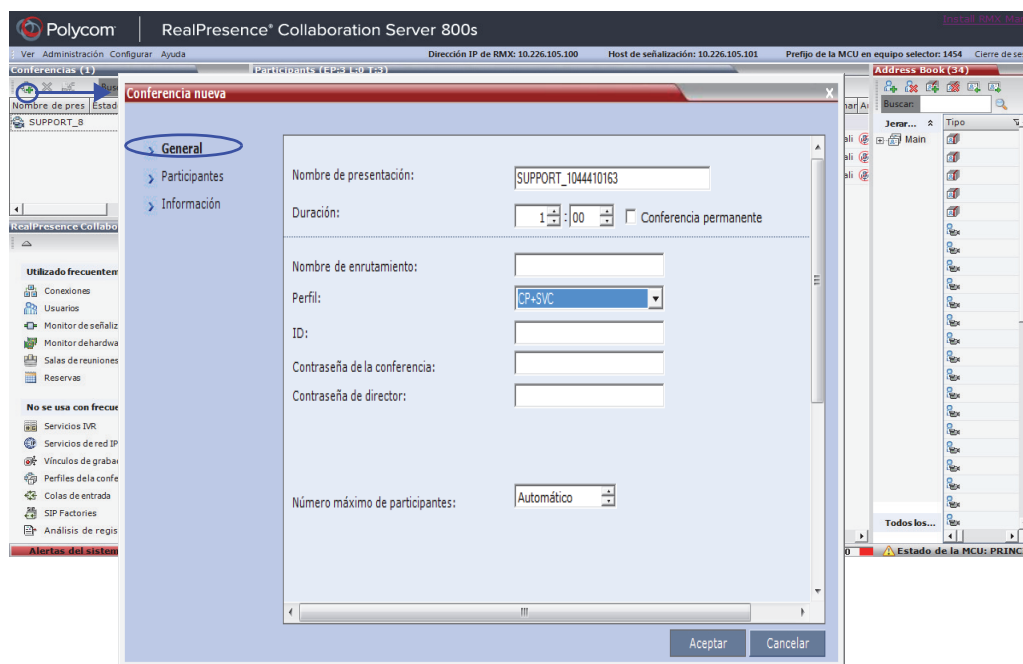 Install RMX Ma
Polycom RealPresence® Collaboration Server 800s
Ver Administración Configurar Ayuda Dirección IP de RMX: 10.226.105.100 Host de señalización: 10.226.105.101 Prefijo de la MCU en equipo selector: 1454 Cierre de se
Conferencias (1) Participants (EP:3 L:0 T:3) Address Book (34)
Conferencia nueva X
Buscar:
Nombre de pres Estad
SUPPORT_8
Jerar... Tipo
Main
General
Participantes
Información
Nombre de presentación: SUPPORT_1044410163
Duración: 1 : 00 Conferencia permanente
Nombre de enrutamiento:
Perfil: CP+SVC
ID:
Contraseña de la conferencia:
Contraseña de director:
Número máximo de participantes: Automático
Aceptar Cancelar
RealPresence Collabo
Utilizado frecuentem
Conexiones
Usuarios
Monitor de señaliz
Monitor dehardwa
Salas de reuniones
Reservas
No se usa con frecue
Servicios IVR
Servicios de red IP
Vínculos de graba
Perfiles dela confe
Colas de entrada
SIP Factories
Análisis de regis
Todos los...
Alertas del sistem 0 Estado de la MCU: PRINC